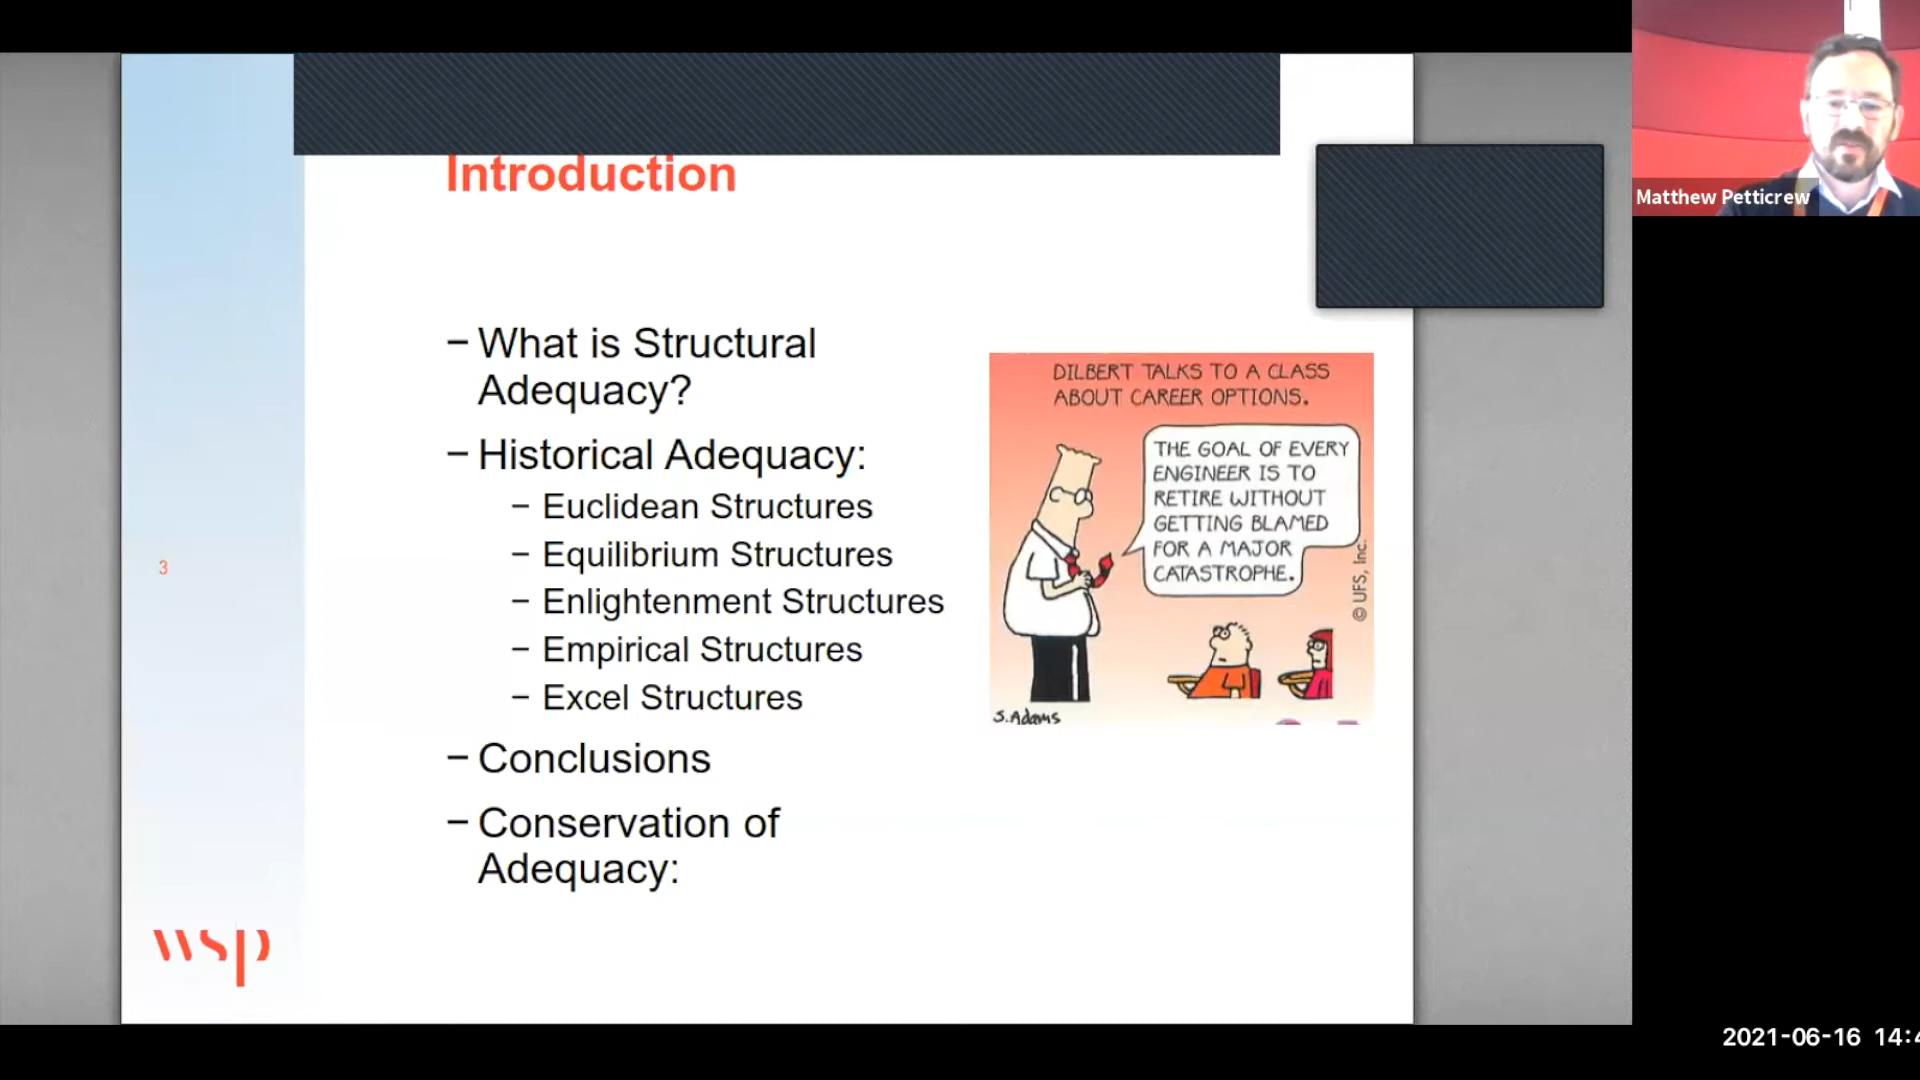 Introduction
− What is Structural
Adequacy?
− Historical Adequacy:
− Euclidean Structures
− Equilibrium Structures
− Enlightenment Structures
− Empirical Structures
− Excel Structures
− Conclusions
− Conservation of
Adequacy:
DILBERT TALKS TO A CLASS
ABOUT CAREER OPTIONS.
THE GOAL OF EVERY
ENGINEER IS TO
RETIRE WITHOUT
GETTING BLAMED
FOR A MAJOR
CATASTROPHE.
© UFS, Inc.
S.Adams
3
wsp
Matthew Petticrew
2021-06-16 14:4